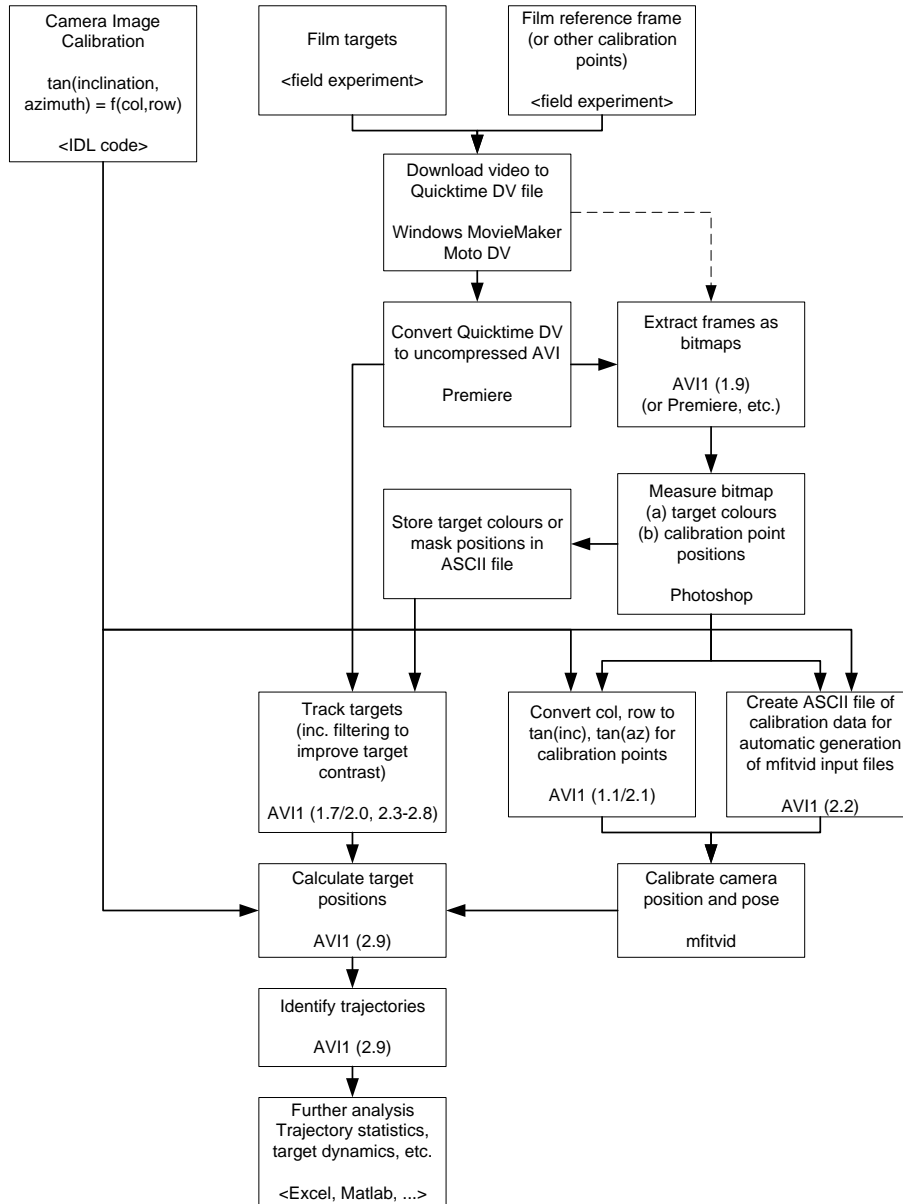 Camera Image
Calibration
tan(inclination,
azimuth) = f(col,row)
<IDL code>
Film targets
<field experiment>
Film reference frame
(or other calibration
points)
<field experiment>
Download video to
Quicktime DV file
Windows MovieMaker
Moto DV
Convert Quicktime DV
to uncompressed AVI
Premiere
Extract frames as
bitmaps
AVI1 (1.9)
(or Premiere, etc.)
Store target colours or
mask positions in
ASCII file
Measure bitmap
(a) target colours
(b) calibration point
positions
Photoshop
Track targets
(inc. filtering to
improve target
contrast)
AVI1 (1.7/2.0, 2.3-2.8)
Convert col, row to
tan(inc), tan(az) for
calibration points
AVI1 (1.1/2.1)
Create ASCII file of
calibration data for
automatic generation
of mfitvid input files
AVI1 (2.2)
Calculate target
positions
AVI1 (2.9)
Calibrate camera
position and pose
mfitvid
Identify trajectories
AVI1 (2.9)
Further analysis
Trajectory statistics,
target dynamics, etc.
<Excel, Matlab, ...>